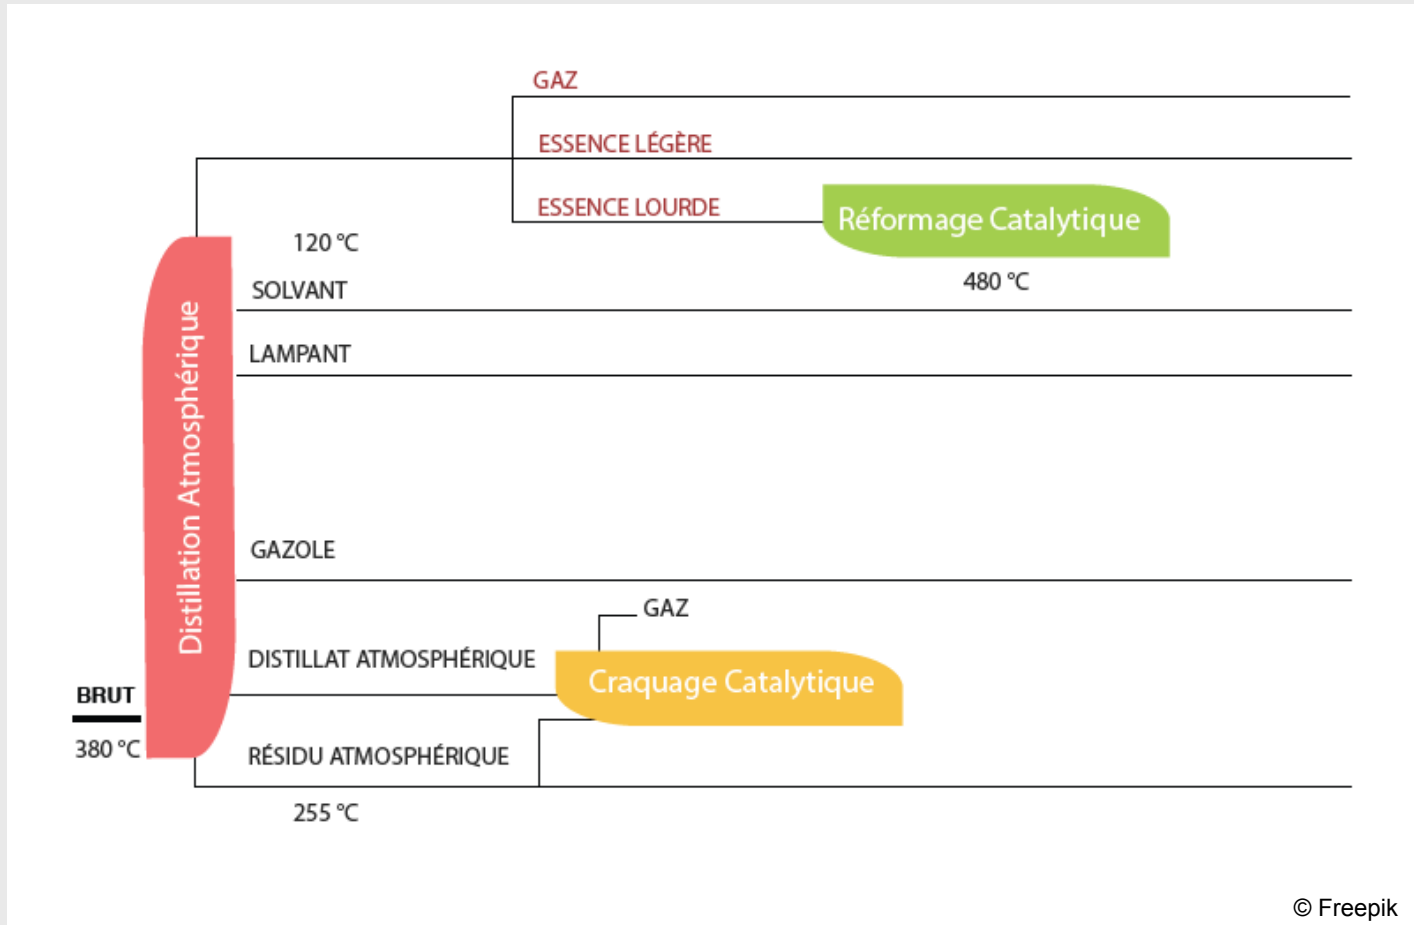 GAZ
ESSENCE LÉGÈRE
ESSENCE LOURDE
Réformage Catalytique
120 °C
480 °C
SOLVANT
LAMPANT
Distillation Atmosphérique
GAZOLE
GAZ
DISTILLAT ATMOSPHÉRIQUE
Craquage Catalytique
BRUT
380 °C
RÉSIDU ATMOSPHÉRIQUE
255 °C
© Freepik